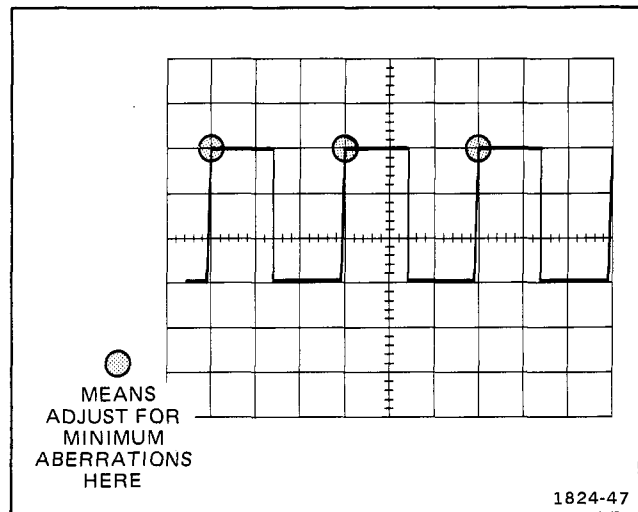 MEANS
ADJUST FOR
MINIMUM
ABERRATIONS
HERE
1824-47